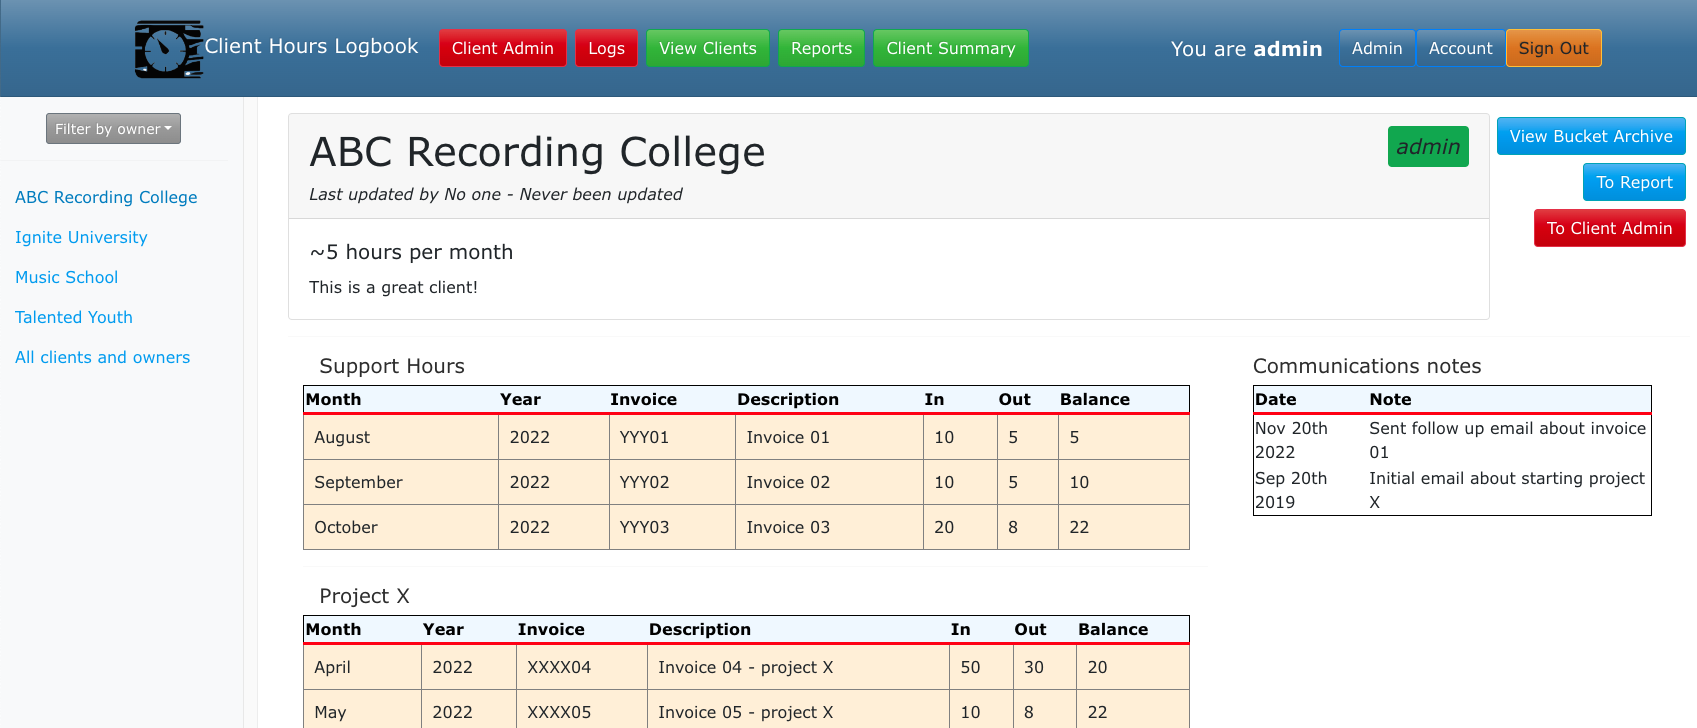 Client Hours Logbook Client Admin Logs View Clients Reports Client Summary You are admin Admin Account Sign Out
Filter by owner
ABC Recording College
Ignite University
Music School
Talented Youth
All clients and owners
ABC Recording College
admin
Last updated by No one - Never been updated
~5 hours per month
This is a great client!
View Bucket Archive
To Report
To Client Admin
Support Hours
Month Year Invoice Description In Out Balance
August 2022 YYY01 Invoice 01 10 5 5
September 2022 YYY02 Invoice 02 10 5 10
October 2022 YYY03 Invoice 03 20 8 22
Project X
Month Year Invoice Description In Out Balance
April 2022 XXXX04 Invoice 04 - project X 50 30 20
May 2022 XXXX05 Invoice 05 - project X 10 8 22
Communications notes
Date Note
Nov 20th 2022 Sent follow up email about invoice 01
Sep 20th 2019 Initial email about starting project X